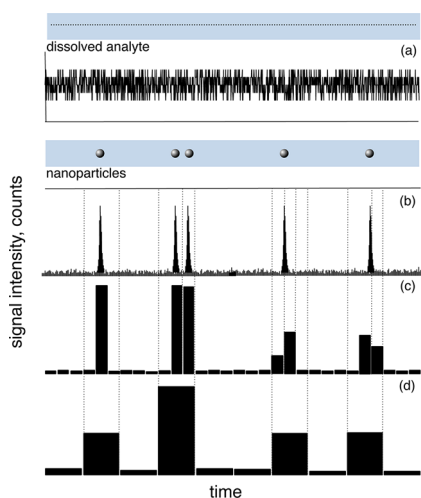 dissolved analyte
(a)
nanoparticles
(b)
(c)
(d)
signal intensity, counts
time